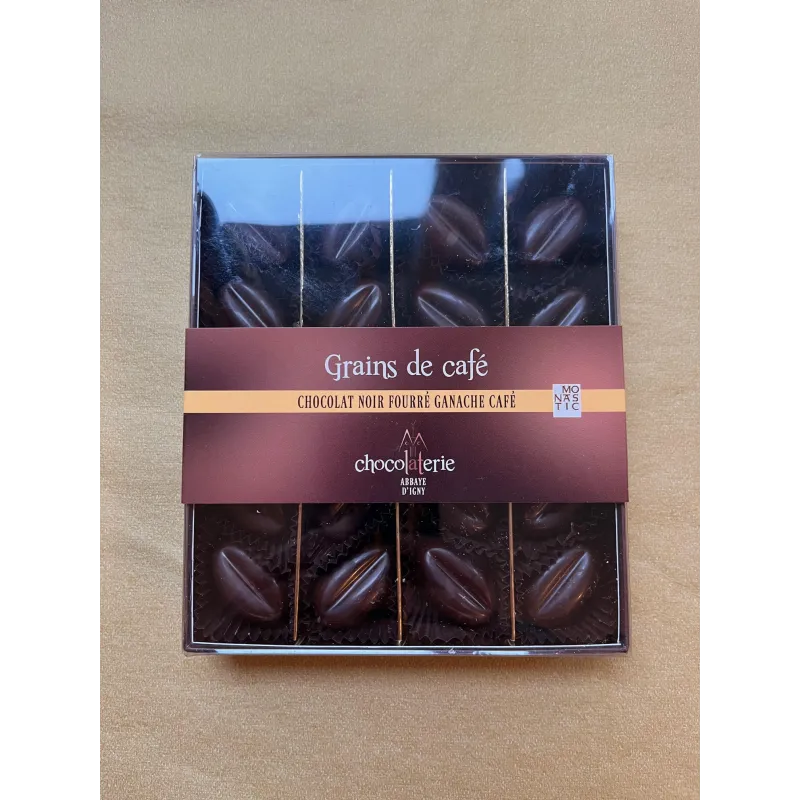 Grains de café
CHOCOLAT NOIR FOURRÉ GANACHE CAFÉ
MO
NAS
TIC
chocolaterie
ABBAYE
D'IGNY